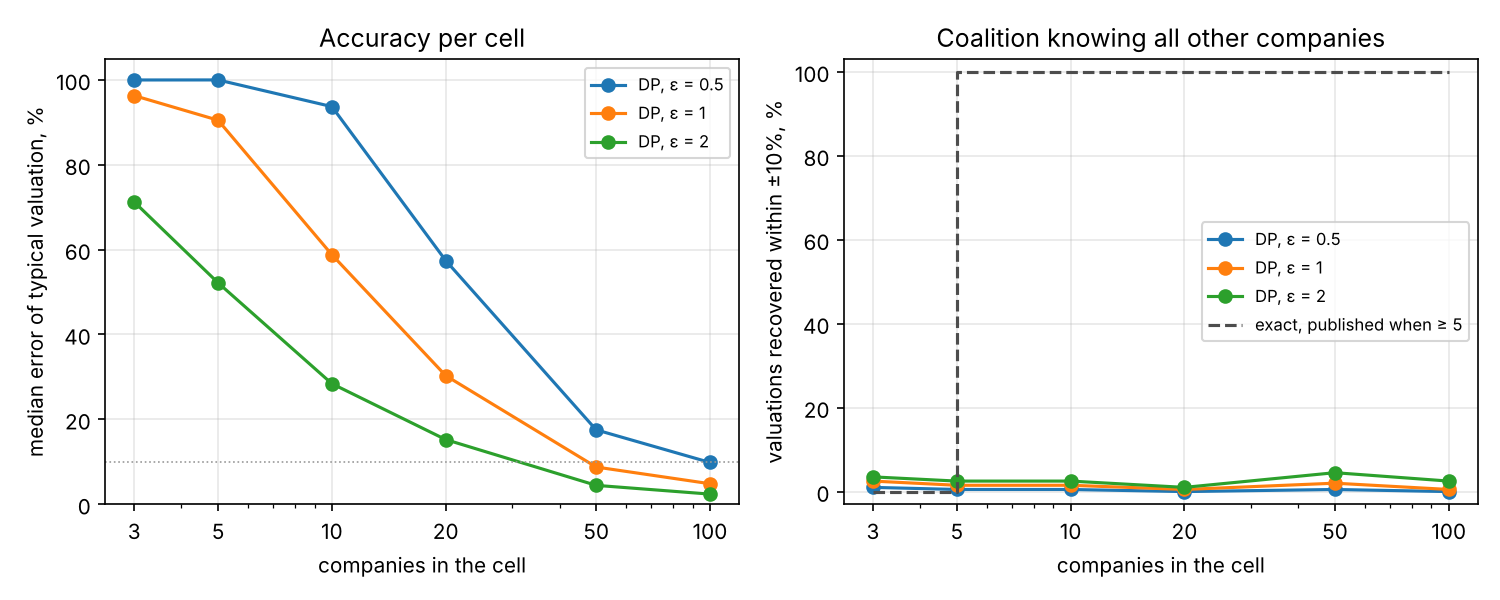 Accuracy per cell
median error of typical valuation, %
100
80
60
40
20
0
DP, ε = 0.5
DP, ε = 1
DP, ε = 2
3 5 10 20 50 100
companies in the cell
Coalition knowing all other companies
valuations recovered within ±10%, %
100
80
60
40
20
0
DP, ε = 0.5
DP, ε = 1
DP, ε = 2
exact, published when ≥ 5
3 5 10 20 50 100
companies in the cell